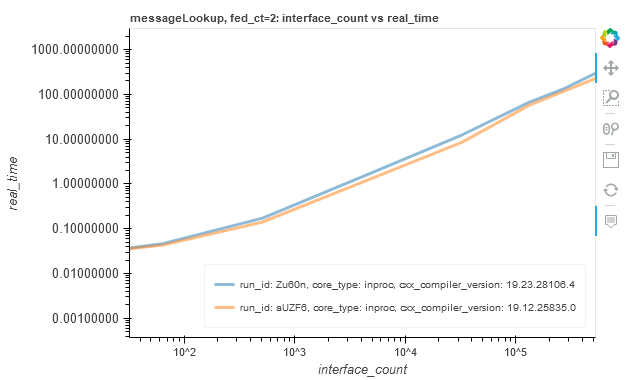 messageLookup, fed_ct=2: interface_count vs real_time
1000.00000000
100.00000000
10.00000000
1.00000000
0.10000000
0.01000000
0.00100000
real_time
run_id: Zu60n, core_type: inproc, cxx_compiler_version: 19.23.28106.4
run_id: aUZF6, core_type: inproc, cxx_compiler_version: 19.12.25835.0
10^2 10^3 10^4 10^5
interface_count